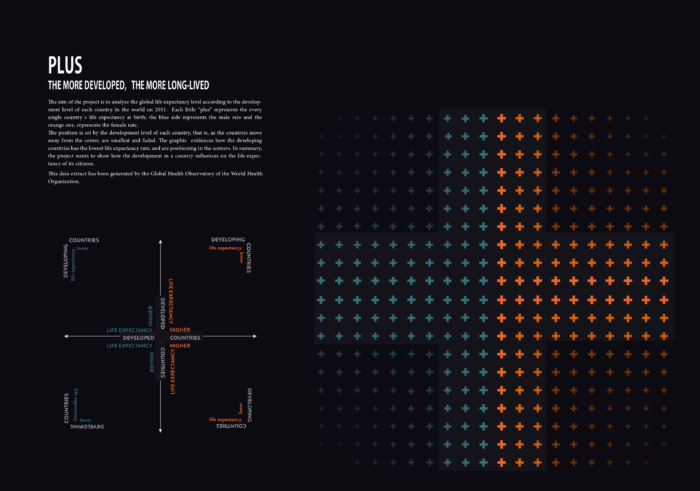 PLUS
THE MORE DEVELOPED, THE MORE LONG-LIVED
The aim of the project is to analyze the global life expectancy level according to the develop-
ment level of each country in the world on 2011. Each little "plus" represents the every
single country´s life expectancy at birth, the blue side represents the male rate and the
orange one, represents the female rate.
The position is set by the development level of each country, that is, as the countries move
away from the center, are smallest and faded. The graphic evidences how the developing
countries has the lowest life expactancy rate, and are positioning in the corners. In summary,
the project wants to show how the development in a country influences on the life expec-
tancy of its citizens.
This data extract has been generated by the Global Health Observatory of the World Health
Organization.
COUNTRIES
DEVELOPING
life expectancy
lower
DEVELOPING
COUNTRIES
life expectancy
lower
LIFE EXPECTANCY
HIGHER
DEVELOPED
LIFE EXPECTANCY
HIGHER
LIFE EXPECTANCY
HIGHER
DEVELOPED
COUNTRIES
LIFE EXPECTANCY
HIGHER
HIGHER
COUNTRIES
LIFE EXPECTANCY
COUNTRIES
DEVELOPING
life expectancy
lower
DEVELOPING
COUNTRIES
life expectancy
lower